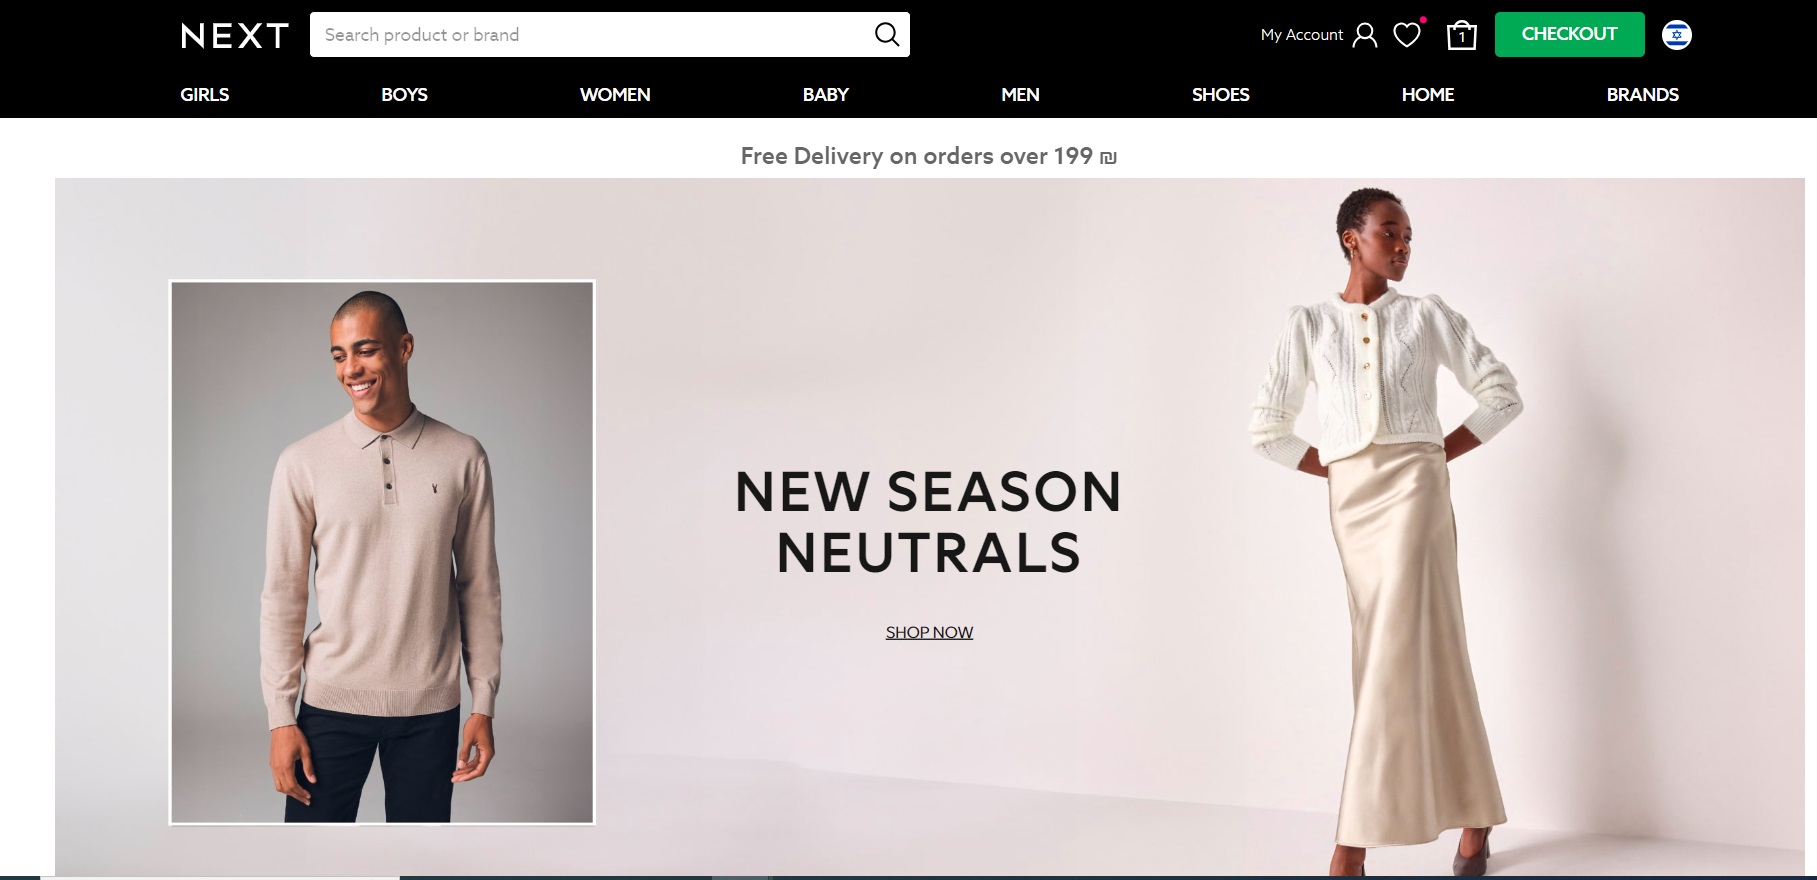 NEXT
Search product or brand
My Account
1
CHECKOUT
GIRLS BOYS WOMEN BABY MEN SHOES HOME BRANDS
Free Delivery on orders over 199 ₪
NEW SEASON
NEUTRALS
SHOP NOW